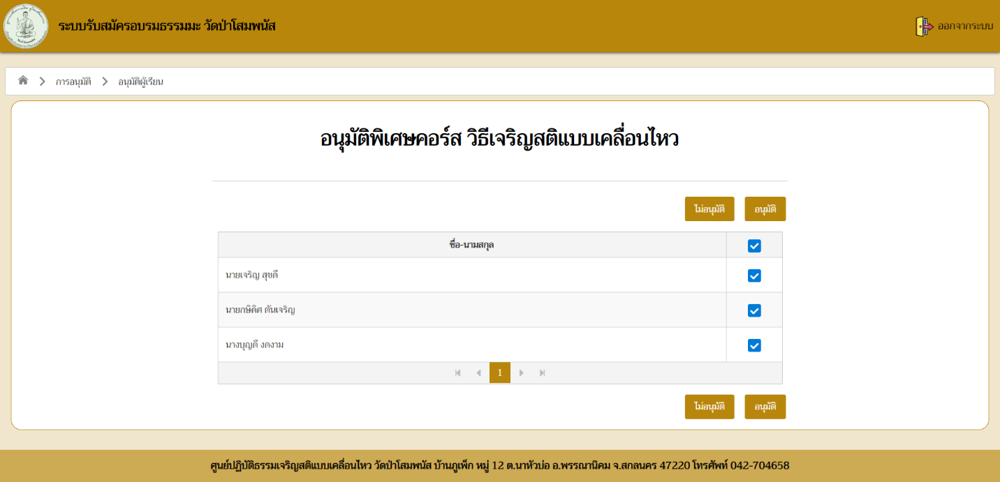 ระบบรับสมัครอบรมธรรมมะ วัดป่าโสมพนัส
ออกจากระบบ
การอนุมัติ
อนุมัติผู้เรียน
อนุมัติพิเศษคอร์ส วิธีเจริญสติแบบเคลื่อนไหว
ไม่อนุมัติ อนุมัติ
ชื่อ-นามสกุล
นายเจริญ สุขดี
นายกษิดิศ ตันเจริญ
นางบุญดี งดงาม
1
ไม่อนุมัติ อนุมัติ
ศูนย์ปฏิบัติธรรมเจริญสติแบบเคลื่อนไหว วัดป่าโสมพนัส บ้านภูเพ็ก หมู่ 12 ต.นาหัวบ่อ อ.พรรณานิคม จ.สกลนคร 47220 โทรศัพท์ 042-704658